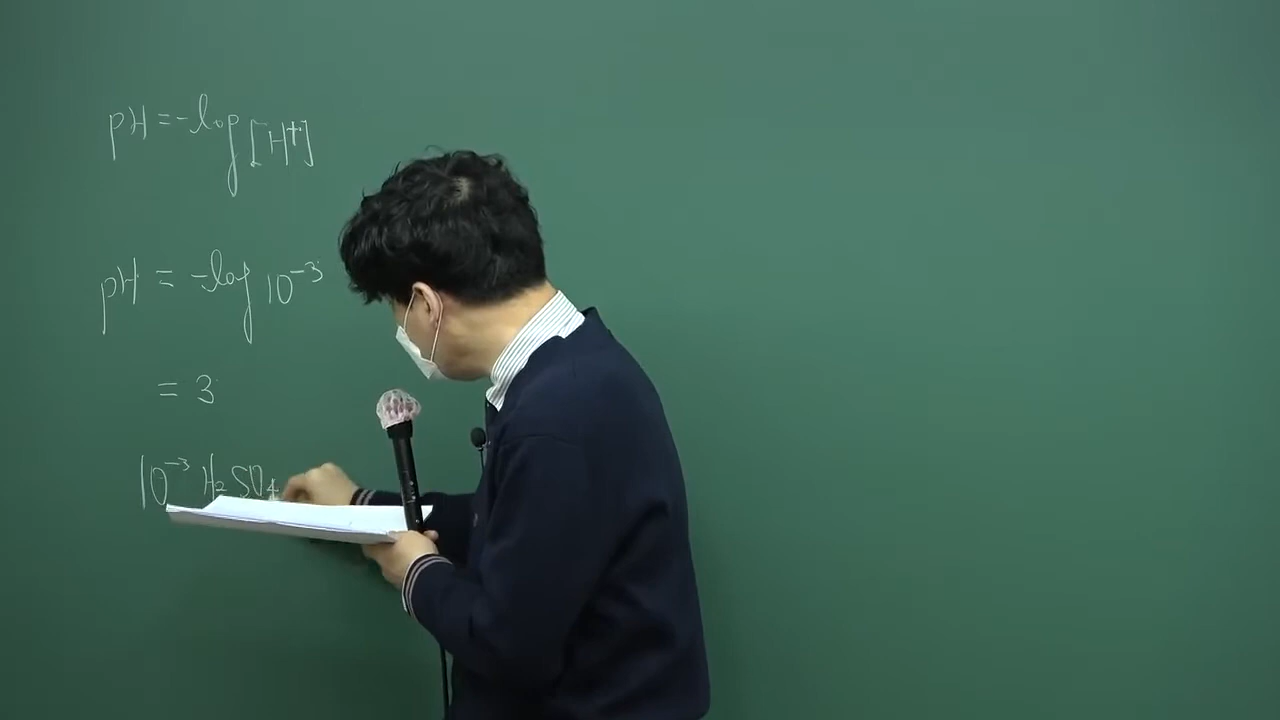 pH = -log [H⁺]
pH = -log 10⁻³
= 3
10⁻³ H₂SO₄